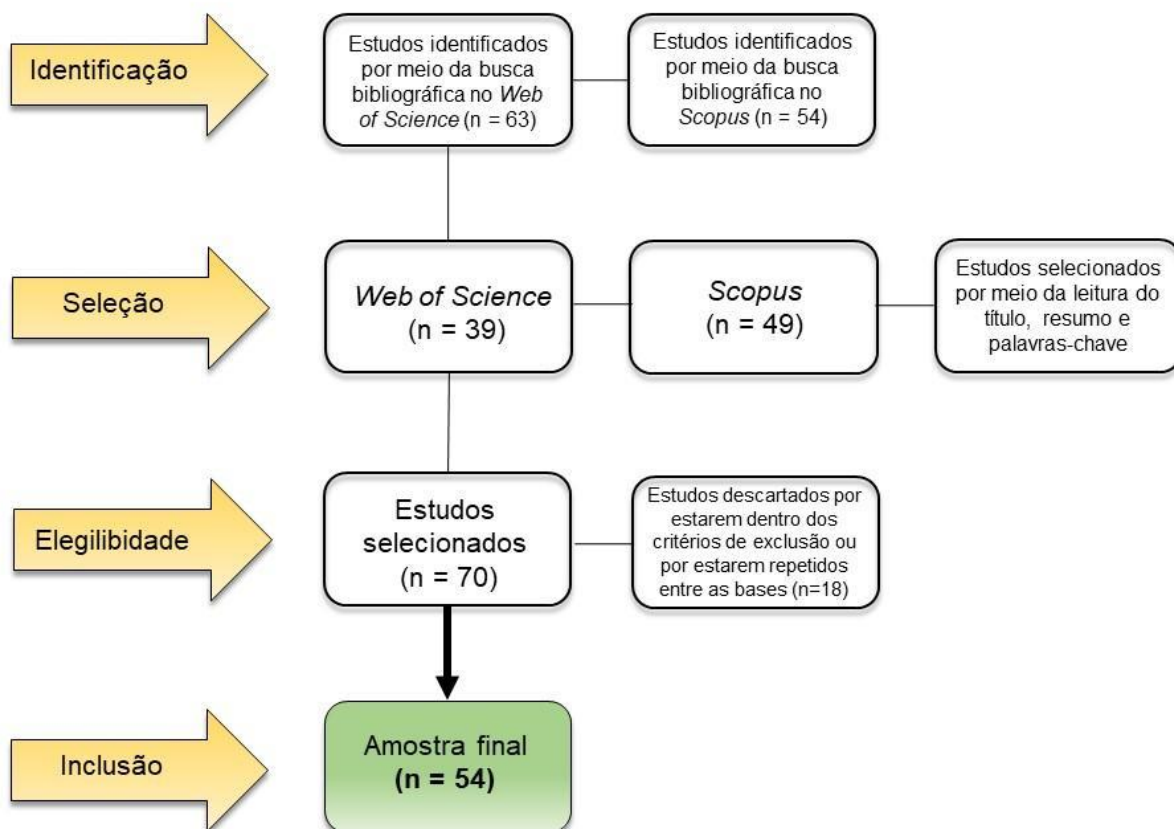 Identificação
Estudos identificados
por meio da busca
bibliográfica no Web
of Science (n = 63)
Estudos identificados
por meio da busca
bibliográfica no
Scopus (n = 54)
Seleção
Web of Science
(n = 39)
Scopus
(n = 49)
Estudos selecionados
por meio da leitura do
título, resumo e
palavras-chave
Elegilibidade
Estudos
selecionados
(n = 70)
Estudos descartados por
estarem dentro dos
critérios de exclusão ou
por estarem repetidos
entre as bases (n=18)
Inclusão
Amostra final
(n = 54)